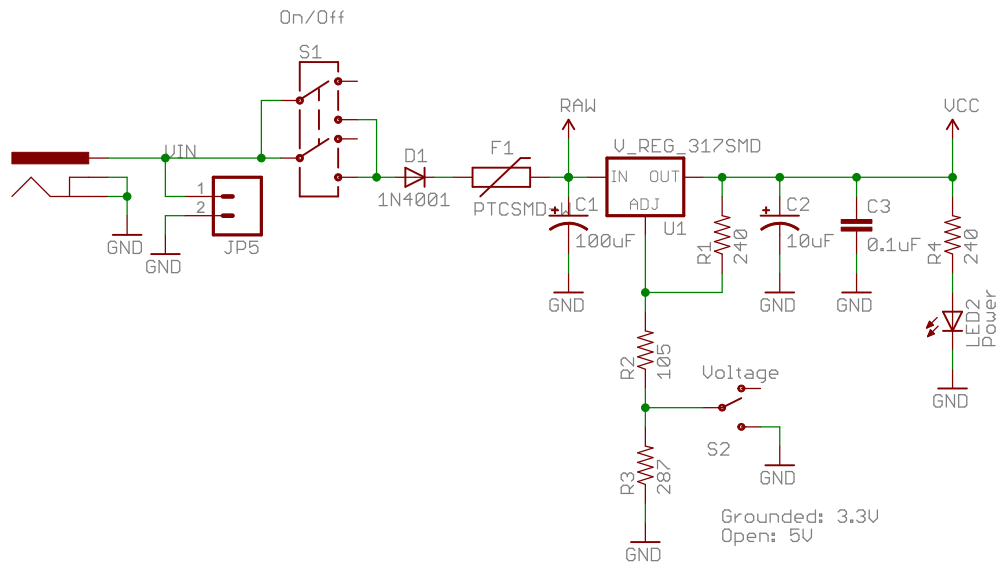 On/Off
S1
RAW
VCC
VIN
D1
F1
V_REG_317SMD
IN OUT
1
1N4001
PTCSMD-W
ADJ
C1
C2
C3
2
U1
GND
JP5
100uF
R1
240
10uF
0.1uF
R4
240
GND
GND
GND
GND
LED2
Power
R2
105
Voltage
GND
S2
R3
287
GND
Grounded: 3.3V
Open: 5V
GND